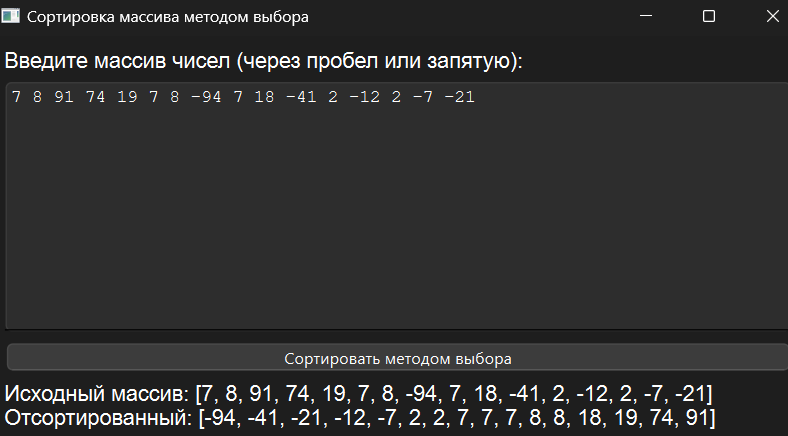 Сортировка массива методом выбора
Введите массив чисел (через пробел или запятую):
7 8 91 74 19 7 8 -94 7 18 -41 2 -12 2 -7 -21
Сортировать методом выбора
Исходный массив: [7, 8, 91, 74, 19, 7, 8, -94, 7, 18, -41, 2, -12, 2, -7, -21]
Отсортированный: [-94, -41, -21, -12, -7, 2, 2, 7, 7, 7, 8, 8, 18, 19, 74, 91]